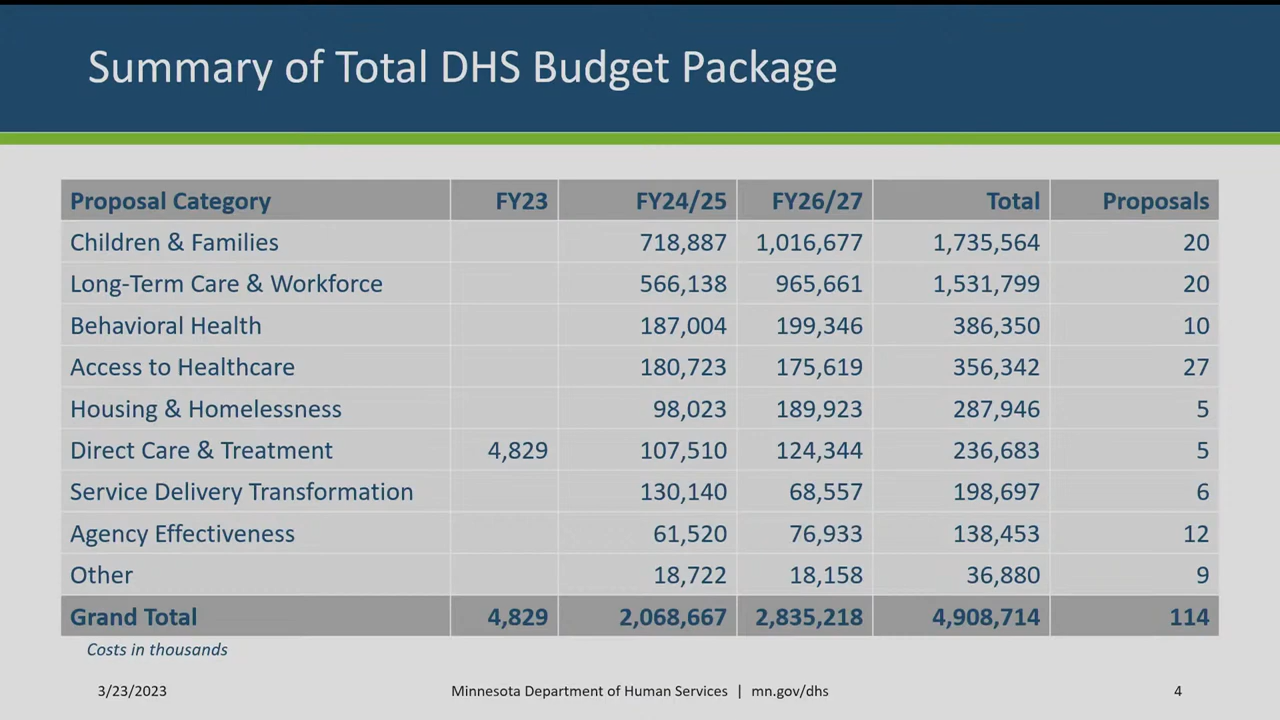 Summary of Total DHS Budget Package
Proposal Category FY23 FY24/25 FY26/27 Total Proposals
Children & Families 718,887 1,016,677 1,735,564 20
Long-Term Care & Workforce 566,138 965,661 1,531,799 20
Behavioral Health 187,004 199,346 386,350 10
Access to Healthcare 180,723 175,619 356,342 27
Housing & Homelessness 98,023 189,923 287,946 5
Direct Care & Treatment 4,829 107,510 124,344 236,683 5
Service Delivery Transformation 130,140 68,557 198,697 6
Agency Effectiveness 61,520 76,933 138,453 12
Other 18,722 18,158 36,880 9
Grand Total 4,829 2,068,667 2,835,218 4,908,714 114
Costs in thousands
3/23/2023 Minnesota Department of Human Services | mn.gov/dhs 4